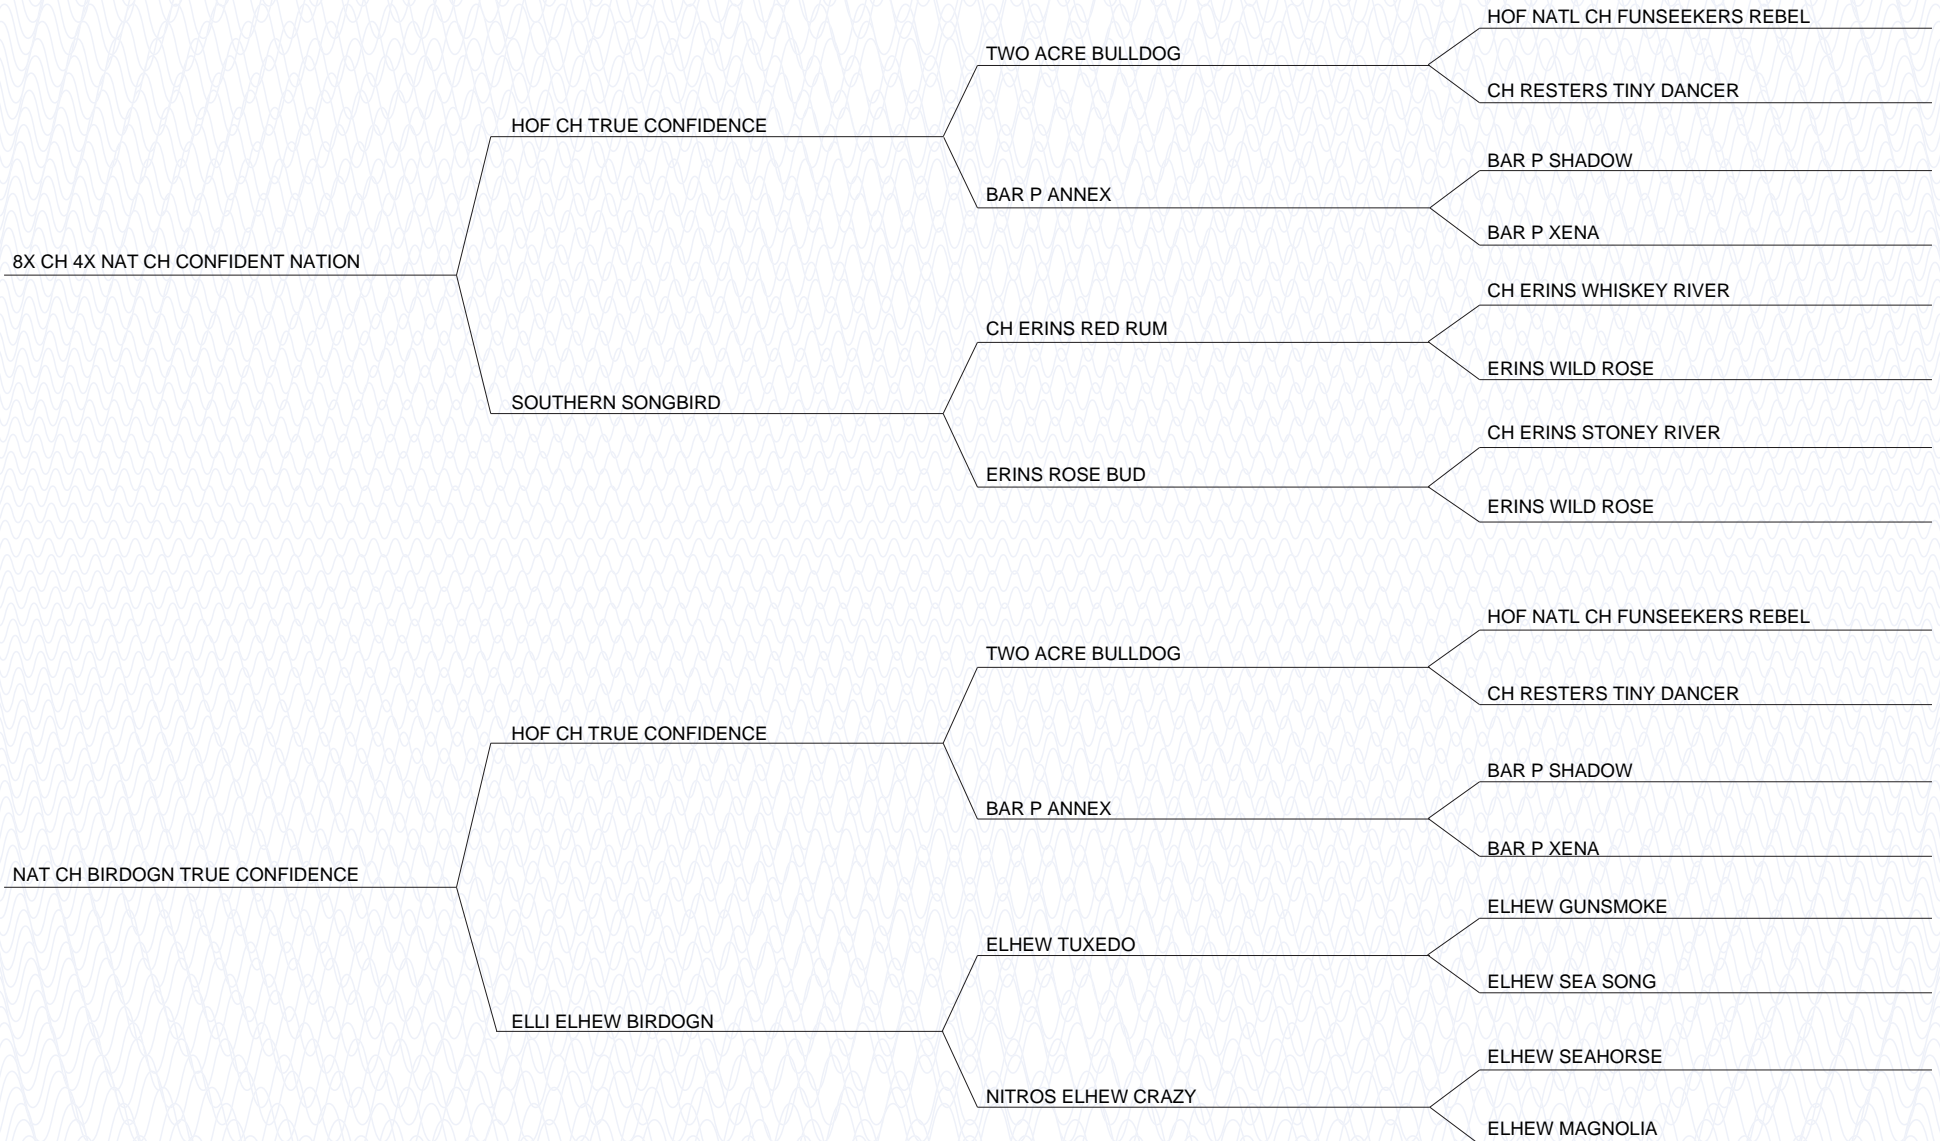 HOF NATL CH FUNSEEKERS REBEL
TWO ACRE BULLDOG
CH RESTERS TINY DANCER
HOF CH TRUE CONFIDENCE
BAR P SHADOW
BAR P ANNEX
BAR P XENA
8X CH 4X NAT CH CONFIDENT NATION
CH ERINS WHISKEY RIVER
CH ERINS RED RUM
ERINS WILD ROSE
SOUTHERN SONGBIRD
CH ERINS STONEY RIVER
ERINS ROSE BUD
ERINS WILD ROSE
HOF NATL CH FUNSEEKERS REBEL
TWO ACRE BULLDOG
CH RESTERS TINY DANCER
HOF CH TRUE CONFIDENCE
BAR P SHADOW
BAR P ANNEX
BAR P XENA
NAT CH BIRDOGN TRUE CONFIDENCE
ELHEW GUNSMOKE
ELHEW TUXEDO
ELHEW SEA SONG
ELLI ELHEW BIRDOGN
ELHEW SEAHORSE
NITROS ELHEW CRAZY
ELHEW MAGNOLIA